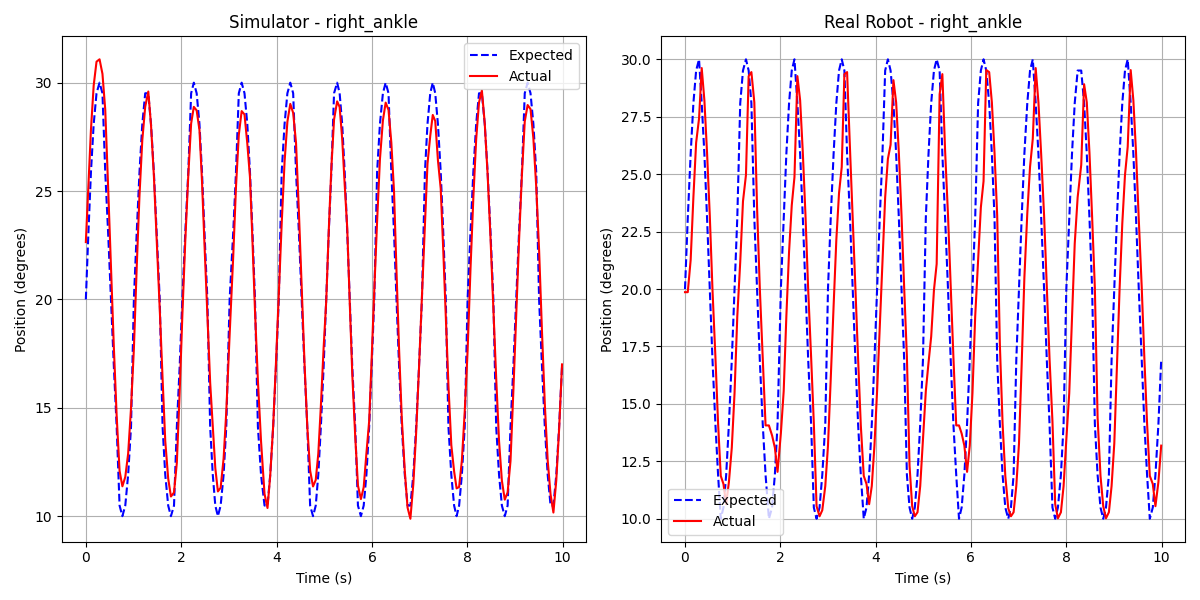 Simulator - right_ankle
Expected
Actual
Position (degrees)
30
25
20
15
10
0
2
4
6
8
10
Time (s)
Real Robot - right_ankle
Position (degrees)
30.0
27.5
25.0
22.5
20.0
17.5
15.0
12.5
10.0
Expected
Actual
0
2
4
6
8
10
Time (s)